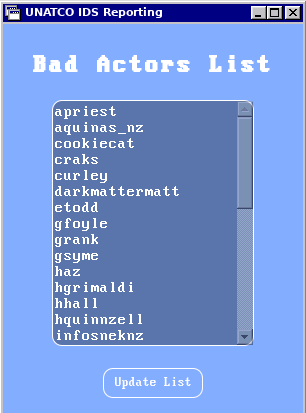 UNATCO IDS Reporting
Bad Actors List
apriest
aquinas_nz
cookiecat
craks
curley
darkmattermatt
etodd
gfoyle
grank
gsyme
haz
hgrimaldi
hhall
hquinnzell
infosneknz
Update List